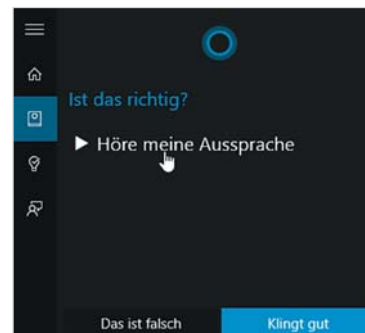 Ist das richtig?
Höre meine Aussprache
Das ist falsch
Klingt gut